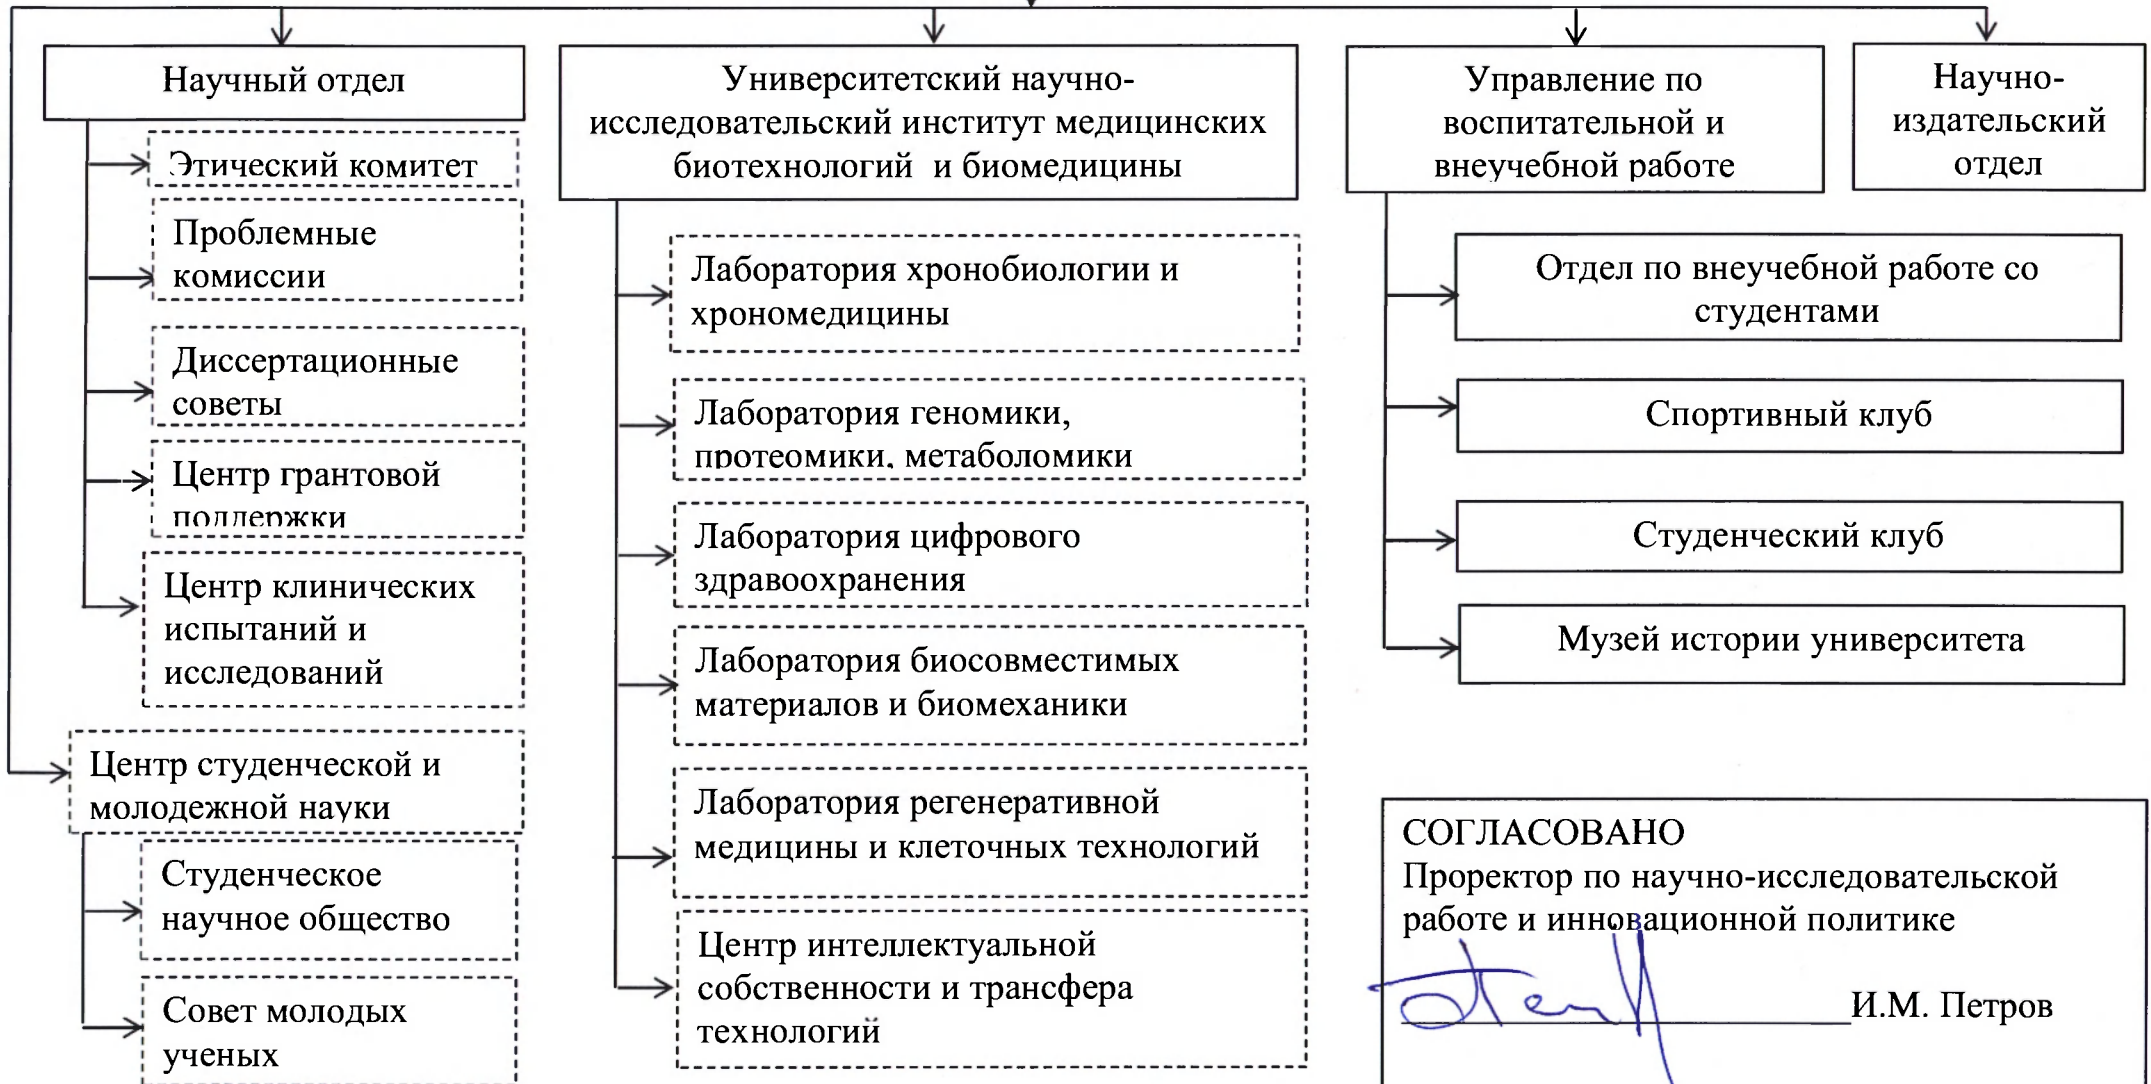 Научный отдел
Этический комитет
Проблемные
комиссии
Диссертационные
советы
Центр грантовой
поддержки
Центр клинических
испытаний и
исследований
Центр студенческой и
молодежной науки
Студенческое
научное общество
Совет молодых
ученых
Университетский научно-
исследовательский институт медицинских
биотехнологий и биомедицины
Лаборатория хронобиологии и
хрономедицины
Лаборатория геномики,
протеомики, метаболомики
Лаборатория цифрового
здравоохранения
Лаборатория биосовместимых
материалов и биомеханики
Лаборатория регенеративной
медицины и клеточных технологий
Центр интеллектуальной
собственности и трансфера
технологий
Управление по
воспитательной и
внеучебной работе
Отдел по внеучебной работе со
студентами
Спортивный клуб
Студенческий клуб
Музей истории университета
Научно-
издательский
отдел
СОГЛАСОВАНО
Проректор по научно-исследовательской
работе и инновационной политике
И.М. Петров